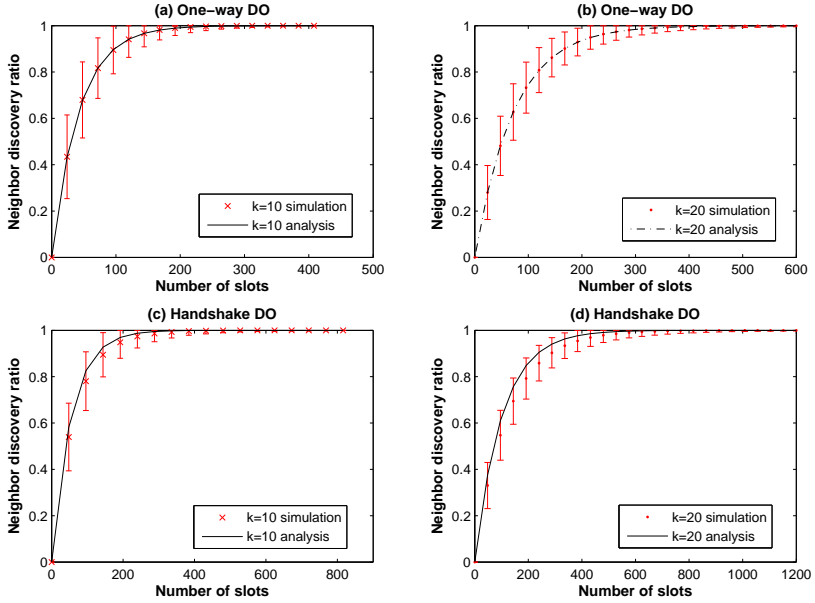 (a) One-way DO
Neighbor discovery ratio
1
0.8
0.6
0.4
0.2
0
k=10 simulation
k=10 analysis
0 100 200 300 400 500
Number of slots
(b) One-way DO
Neighbor discovery ratio
1
0.8
0.6
0.4
0.2
0
k=20 simulation
k=20 analysis
0 100 200 300 400 500 600
Number of slots
(c) Handshake DO
Neighbor discovery ratio
1
0.8
0.6
0.4
0.2
0
k=10 simulation
k=10 analysis
0 200 400 600 800
Number of slots
(d) Handshake DO
Neighbor discovery ratio
1
0.8
0.6
0.4
0.2
0
k=20 simulation
k=20 analysis
0 200 400 600 800 1000 1200
Number of slots